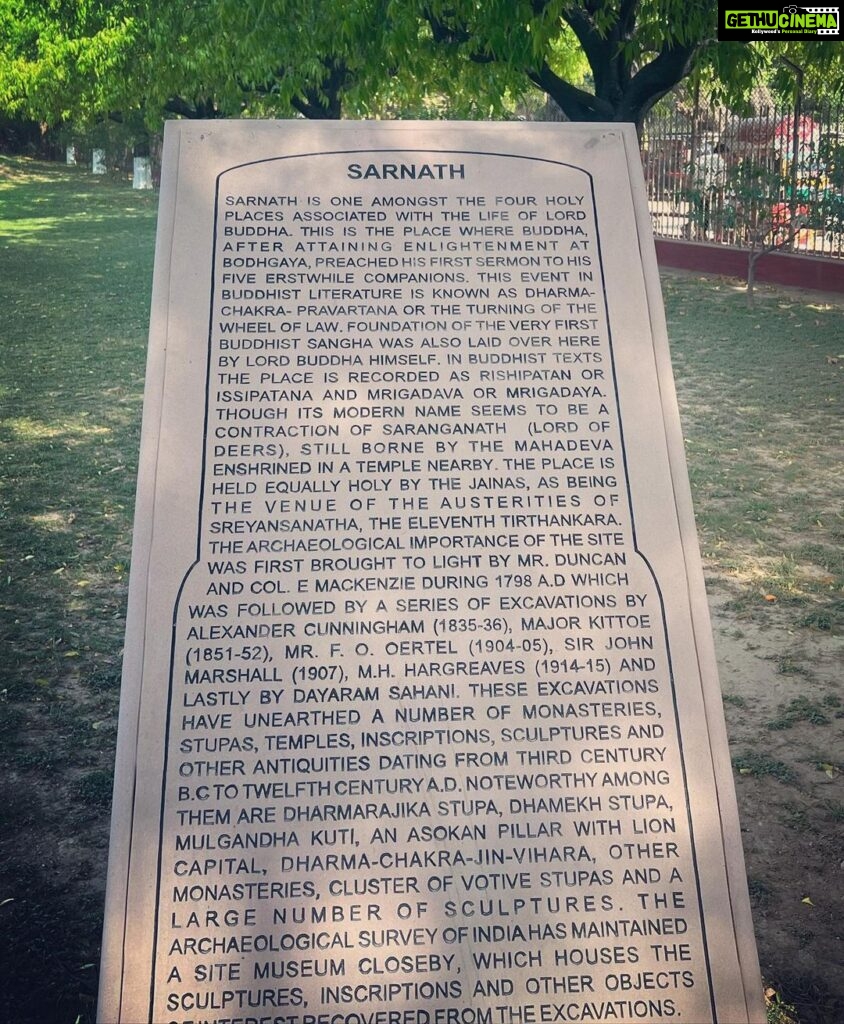 GETHUCINEMA
Kollywood's Personal Diary
SARNATH
SARNATH IS ONE AMONGST THE FOUR HOLY
PLACES ASSOCIATED WITH THE LIFE OF LORD
BUDDHA. THIS IS THE PLACE WHERE BUDDHA,
AFTER ATTAINING ENLIGHTENMENT AT
BODHGAYA, PREACHED HIS FIRST SERMON TO HIS
FIVE ERSTWHILE COMPANIONS. THIS EVENT IN
BUDDHIST LITERATURE IS KNOWN AS DHARMA-
CHAKRA- PRAVARTANA OR THE TURNING OF THE
WHEEL OF LAW. FOUNDATION OF THE VERY FIRST
BUDDHIST SANGHA WAS ALSO LAID OVER HERE
BY LORD BUDDHA HIMSELF. IN BUDDHIST TEXTS
THE PLACE IS RECORDED AS RISHIPATAN OR
ISSIPATANA AND MRIGADAVA OR MRIGADAYA.
THOUGH ITS MODERN NAME SEEMS TO BE A
CONTRACTION OF SARANGANATH (LORD OF
DEERS), STILL BORNE BY THE MAHADEVA
ENSHRINED IN A TEMPLE NEARBY. THE PLACE IS
HELD EQUALLY HOLY BY THE JAINAS, AS BEING
THE VENUE OF THE AUSTERITIES OF
SREYANSANATHA, THE ELEVENTH TIRTHANKARA.
THE ARCHAEOLOGICAL IMPORTANCE OF THE SITE
WAS FIRST BROUGHT TO LIGHT BY MR. DUNCAN
AND COL. E MACKENZIE DURING 1798 A.D WHICH
WAS FOLLOWED BY A SERIES OF EXCAVATIONS BY
ALEXANDER CUNNINGHAM (1835-36), MAJOR KITTOE
(1851-52), MR. F. O. OERTEL (1904-05), SIR JOHN
MARSHALL (1907), M.H. HARGREAVES (1914-15) AND
LASTLY BY DAYARAM SAHANI. THESE EXCAVATIONS
HAVE UNEARTHED A NUMBER OF MONASTERIES,
STUPAS, TEMPLES, INSCRIPTIONS, SCULPTURES AND
OTHER ANTIQUITIES DATING FROM THIRD CENTURY
B.C TO TWELFTH CENTURY A.D. NOTEWORTHY AMONG
THEM ARE DHARMARAJIKA STUPA, DHAMEKH STUPA,
MULGANDHA KUTI, AN ASOKAN PILLAR WITH LION
CAPITAL, DHARMA-CHAKRA-JIN-VIHARA, OTHER
MONASTERIES, CLUSTER OF VOTIVE STUPAS AND A
LARGE NUMBER OF SCULPTURES. THE
ARCHAEOLOGICAL SURVEY OF INDIA HAS MAINTAINED
A SITE MUSEUM CLOSEBY, WHICH HOUSES THE
SCULPTURES, INSCRIPTIONS AND OTHER OBJECTS
OF INTEREST RECOVERED FROM THE EXCAVATIONS.